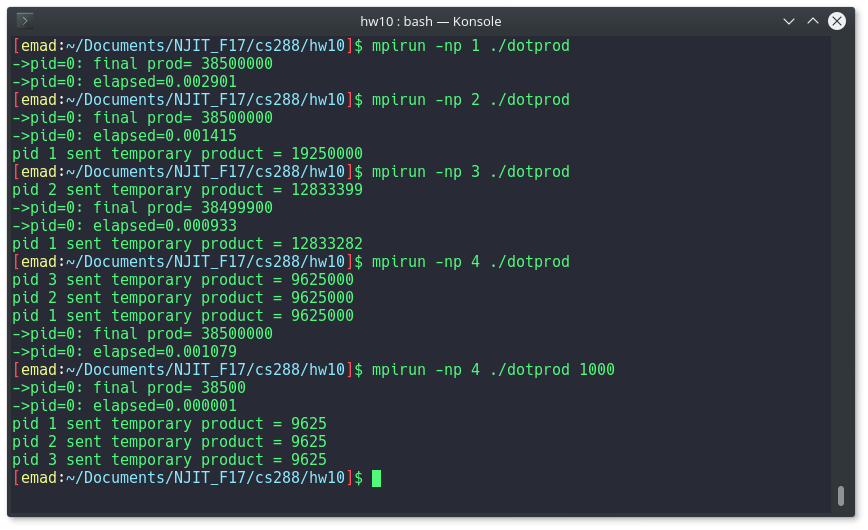 hw10 : bash — Konsole
[emad:~/Documents/NJIT_F17/cs288/hw10]$ mpirun -np 1 ./dotprod
->pid=0: final prod= 38500000
->pid=0: elapsed=0.002901
[emad:~/Documents/NJIT_F17/cs288/hw10]$ mpirun -np 2 ./dotprod
->pid=0: final prod= 38500000
->pid=0: elapsed=0.001415
pid 1 sent temporary product = 19250000
[emad:~/Documents/NJIT_F17/cs288/hw10]$ mpirun -np 3 ./dotprod
pid 2 sent temporary product = 12833399
->pid=0: final prod= 38499900
->pid=0: elapsed=0.000933
pid 1 sent temporary product = 12833282
[emad:~/Documents/NJIT_F17/cs288/hw10]$ mpirun -np 4 ./dotprod
pid 3 sent temporary product = 9625000
pid 2 sent temporary product = 9625000
pid 1 sent temporary product = 9625000
->pid=0: final prod= 38500000
->pid=0: elapsed=0.001079
[emad:~/Documents/NJIT_F17/cs288/hw10]$ mpirun -np 4 ./dotprod 1000
->pid=0: final prod= 38500
->pid=0: elapsed=0.000001
pid 1 sent temporary product = 9625
pid 2 sent temporary product = 9625
pid 3 sent temporary product = 9625
[emad:~/Documents/NJIT_F17/cs288/hw10]$